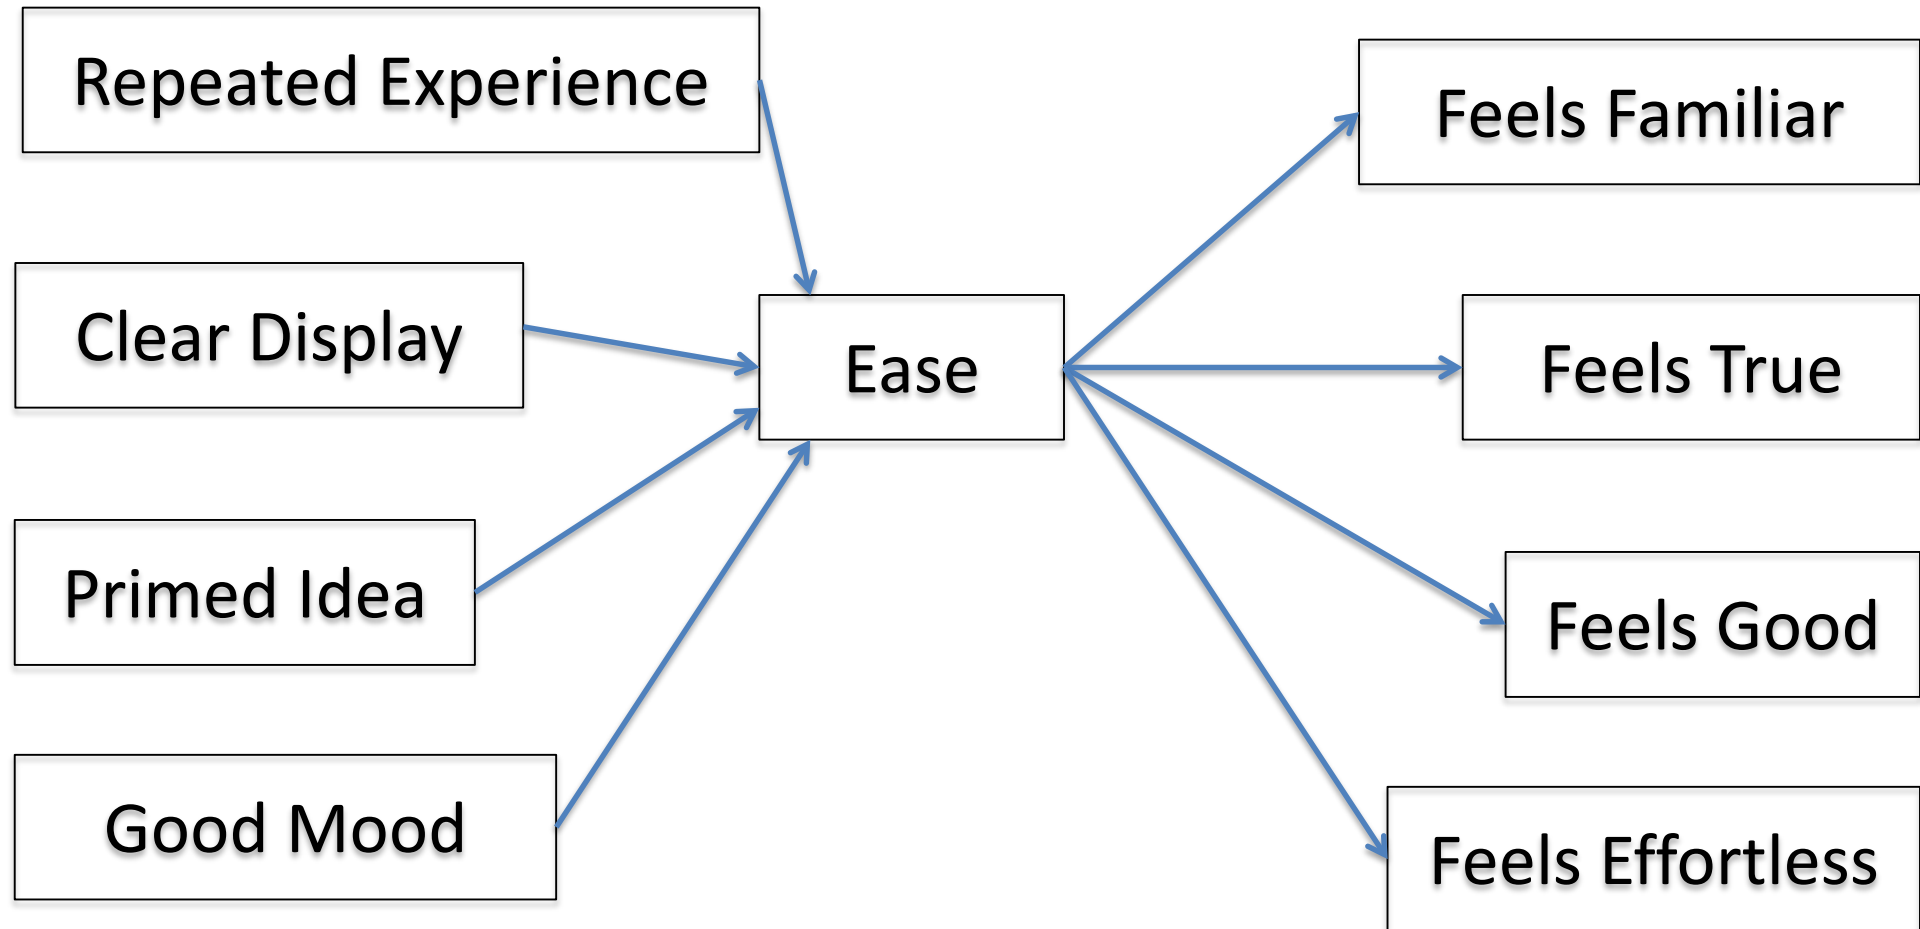 Repeated Experience
Clear Display
Primed Idea
Good Mood
Ease
Feels Familiar
Feels True
Feels Good
Feels Effortless